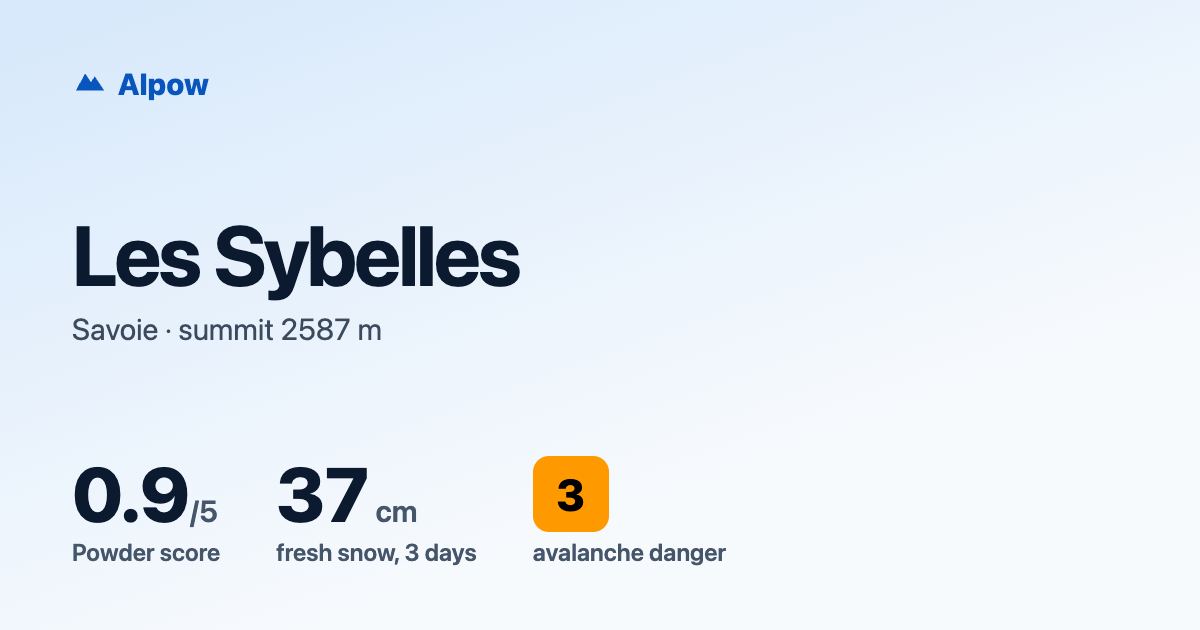 Alpow
Les Sybelles
Savoie · summit 2587 m
0.9/5
Powder score
37 cm
fresh snow, 3 days
3
avalanche danger